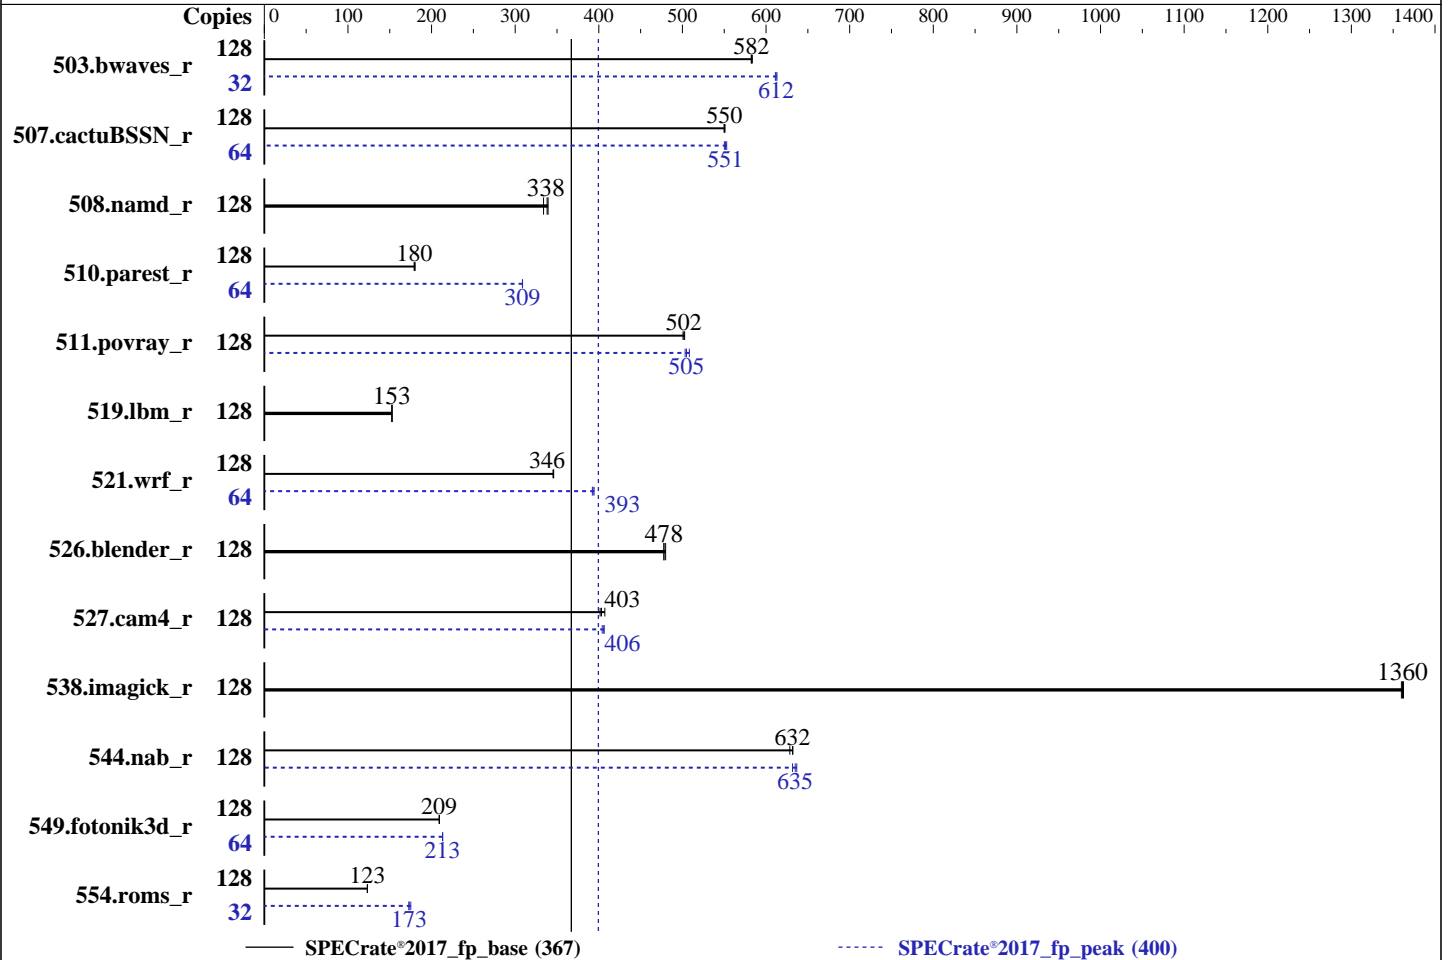 Copies 0 100 200 300 400 500 600 700 800 900 1000 1100 1200 1300 1400
503.bwaves_r 128 582
32 612
507.cactuBSSN_r 128 550
64 551
508.namd_r 128 338
510.parest_r 128 180
64 309
511.povray_r 128 502
505
519.lbm_r 128 153
521.wrf_r 128 346
64 393
526.blender_r 128 478
527.cam4_r 128 403
406
538.imagick_r 128 1360
544.nab_r 128 632
635
549.fotonik3d_r 128 209
64 213
554.roms_r 128 123
32 173
SPECrate®2017_fp_base (367) SPECrate®2017_fp_peak (400)